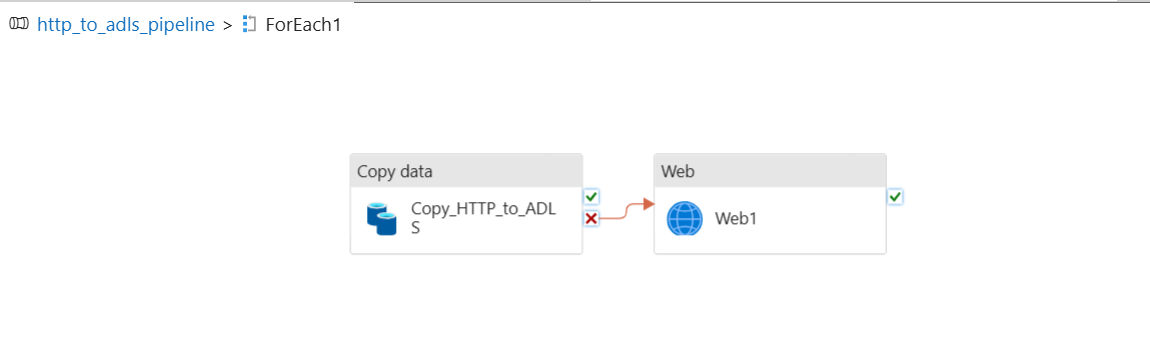 http_to_adls_pipeline > ForEach1
Copy data
Copy_HTTP_to_ADL
S
Web
Web1